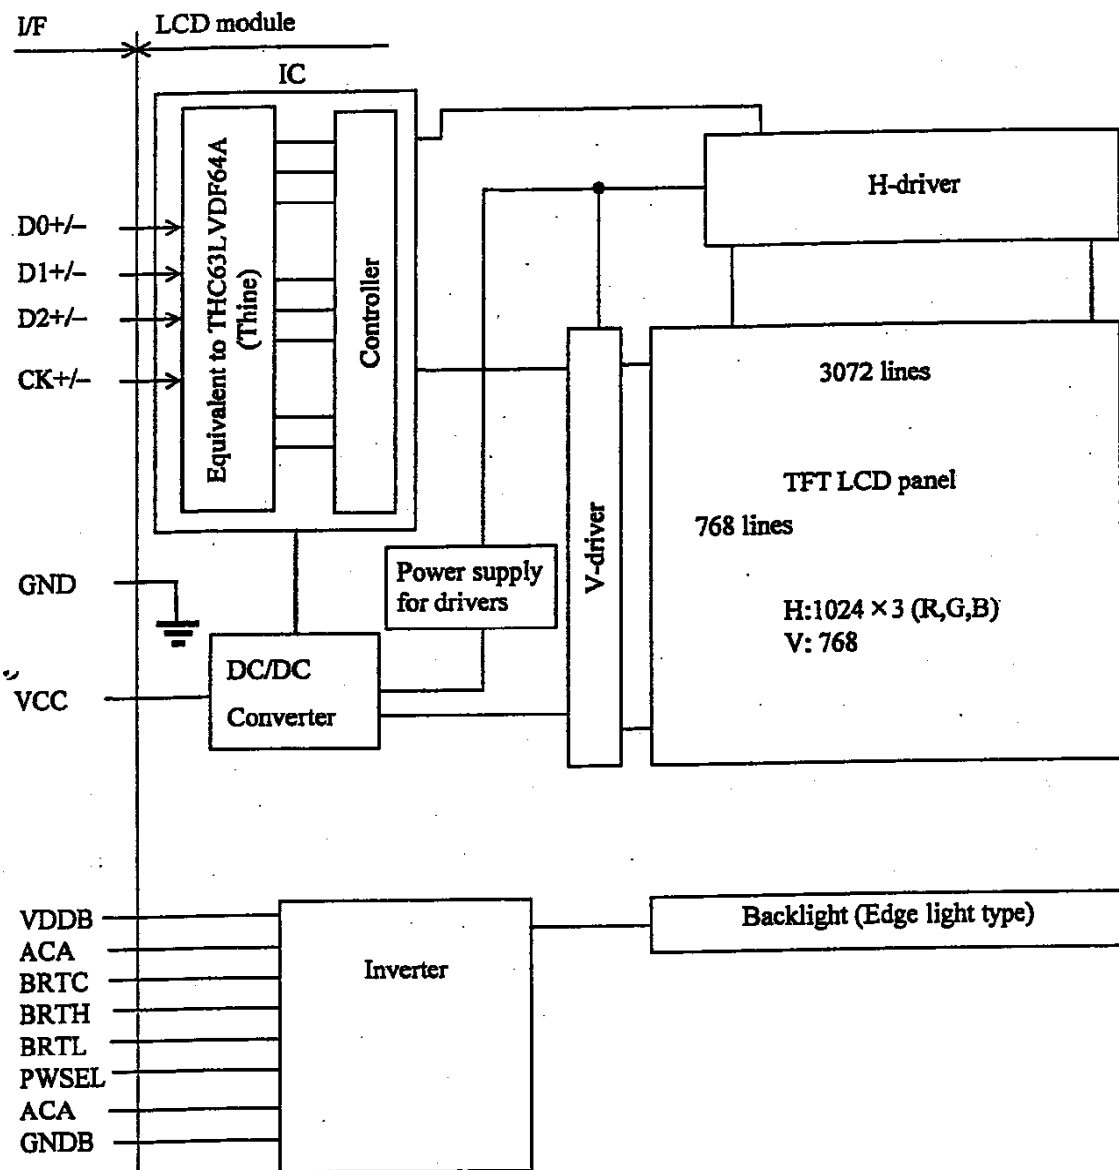 I/F
LCD module
IC
D0+/–
D1+/–
D2+/–
CK+/–
Equivalent to THC63LVDF64A
(Thine)
Controller
H-driver
3072 lines
TFT LCD panel
768 lines
H:1024 × 3 (R,G,B)
V: 768
V-driver
Power supply
for drivers
GND
DC/DC
Converter
VCC
VDDB
ACA
BRTC
BRTH
BRTL
PWSEL
ACA
GNDB
Inverter
Backlight (Edge light type)